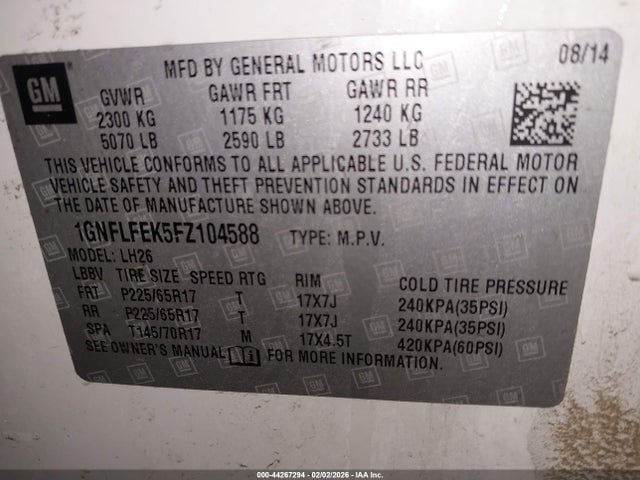 GM
MFD BY GENERAL MOTORS LLC
08/14
GVWR GAWR FRT GAWR RR
2300 KG 1175 KG 1240 KG
5070 LB 2590 LB 2733 LB
THIS VEHICLE CONFORMS TO ALL APPLICABLE U.S. FEDERAL MOTOR
VEHICLE SAFETY AND THEFT PREVENTION STANDARDS IN EFFECT ON
THE DATE OF MANUFACTURE SHOWN ABOVE.
1GNFLFEK5FZ104588 TYPE: M.P.V.
MODEL: LH26
LBBV TIRE SIZE SPEED RTG RIM COLD TIRE PRESSURE
FRT P225/65R17 T 17X7J 240KPA(35PSI)
RR P225/65R17 T 17X7J 240KPA(35PSI)
SPA T145/70R17 M 17X4.5T 420KPA(60PSI)
SEE OWNER'S MANUAL FOR MORE INFORMATION.
000-44267294 - 02/02/2026 - IAA Inc.